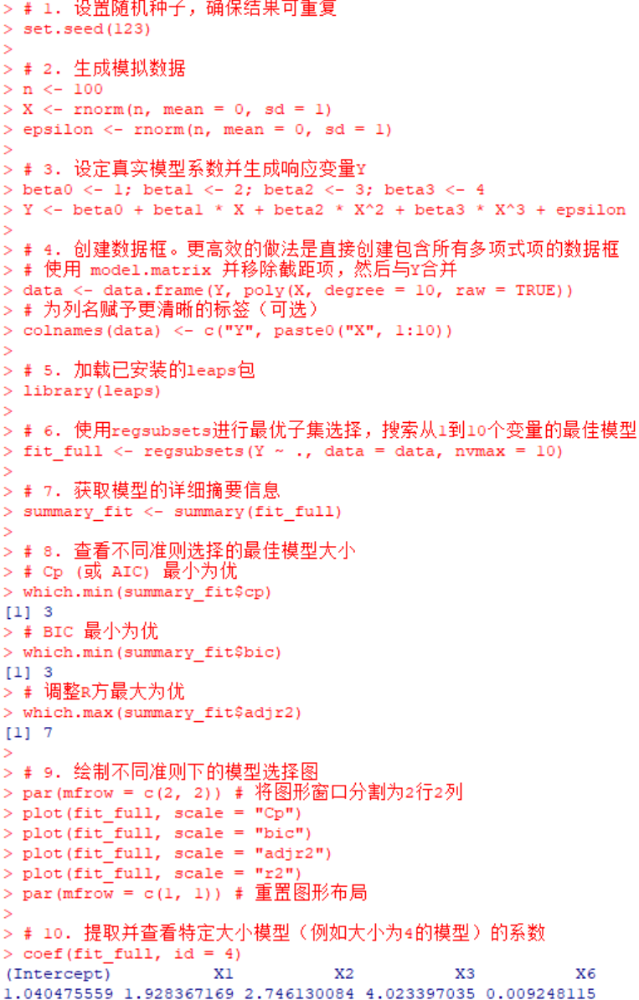 > # 1. 设置随机种子，确保结果可重复
> set.seed(123)
>
> # 2. 生成模拟数据
> n <- 100
> X <- rnorm(n, mean = 0, sd = 1)
> epsilon <- rnorm(n, mean = 0, sd = 1)
>
> # 3. 设定真实模型系数并生成响应变量Y
> beta0 <- 1; beta1 <- 2; beta2 <- 3; beta3 <- 4
> Y <- beta0 + beta1 * X + beta2 * X^2 + beta3 * X^3 + epsilon
>
> # 4. 创建数据框。更高效的做法是直接创建包含所有多项式项的数据框
> # 使用 model.matrix 并移除截距项，然后与Y合并
> data <- data.frame(Y, poly(X, degree = 10, raw = TRUE))
> # 为列名赋予更清晰的标签（可选）
> colnames(data) <- c("Y", paste0("X", 1:10))
>
> # 5. 加载已安装的leaps包
> library(leaps)
>
> # 6. 使用regsubsets进行最优子集选择，搜索从1到10个变量的最佳模型
> fit_full <- regsubsets(Y ~ ., data = data, nvmax = 10)
>
> # 7. 获取模型的详细摘要信息
> summary_fit <- summary(fit_full)
>
> # 8. 查看不同准则选择的最佳模型大小
> # Cp (或 AIC) 最小为优
> which.min(summary_fit$cp)
[1] 3
> # BIC 最小为优
> which.min(summary_fit$bic)
[1] 3
> # 调整R方最大为优
> which.max(summary_fit$adjr2)
[1] 7
>
> # 9. 绘制不同准则下的模型选择图
> par(mfrow = c(2, 2)) # 将图形窗口分割为2行2列
> plot(fit_full, scale = "Cp")
> plot(fit_full, scale = "bic")
> plot(fit_full, scale = "adjr2")
> plot(fit_full, scale = "r2")
> par(mfrow = c(1, 1)) # 重置图形布局
>
> # 10. 提取并查看特定大小模型（例如大小为4的模型）的系数
> coef(fit_full, id = 4)
(Intercept) X1 X2 X3 X6
1.040475559 1.928367169 2.746130084 4.023397035 0.009248115